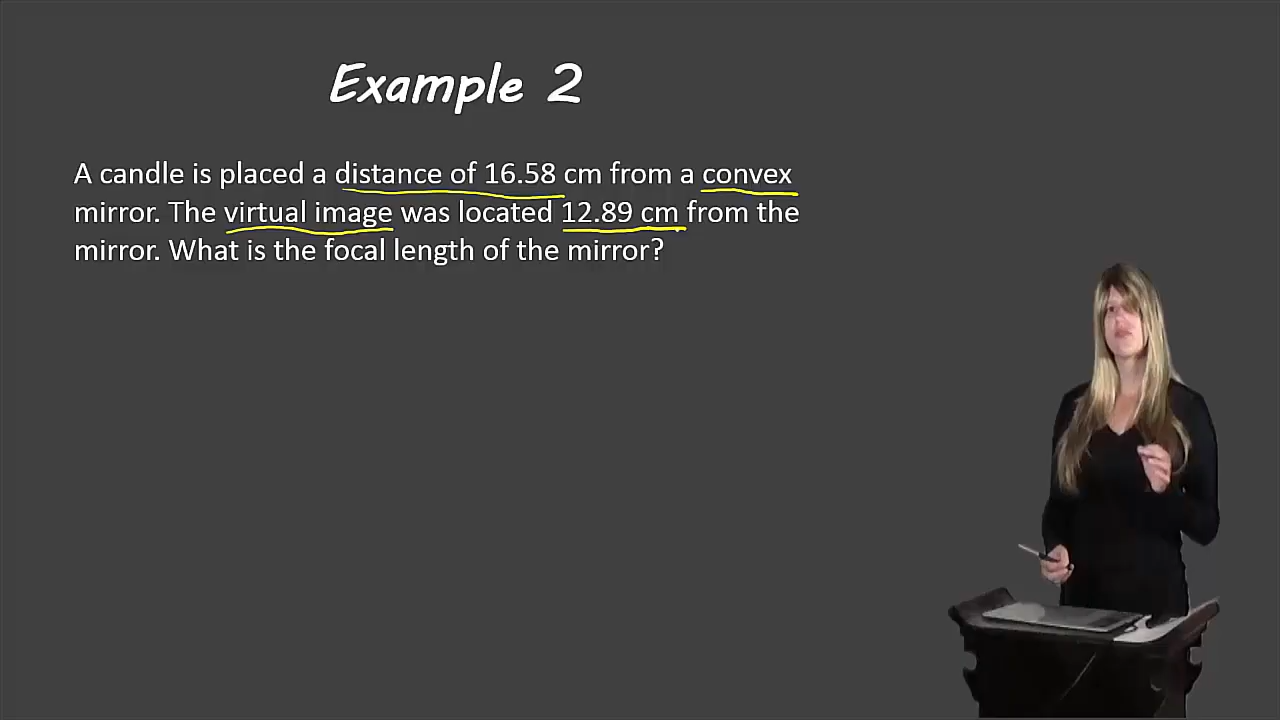 Example 2
A candle is placed a distance of 16.58 cm from a convex
mirror. The virtual image was located 12.89 cm from the
mirror. What is the focal length of the mirror?